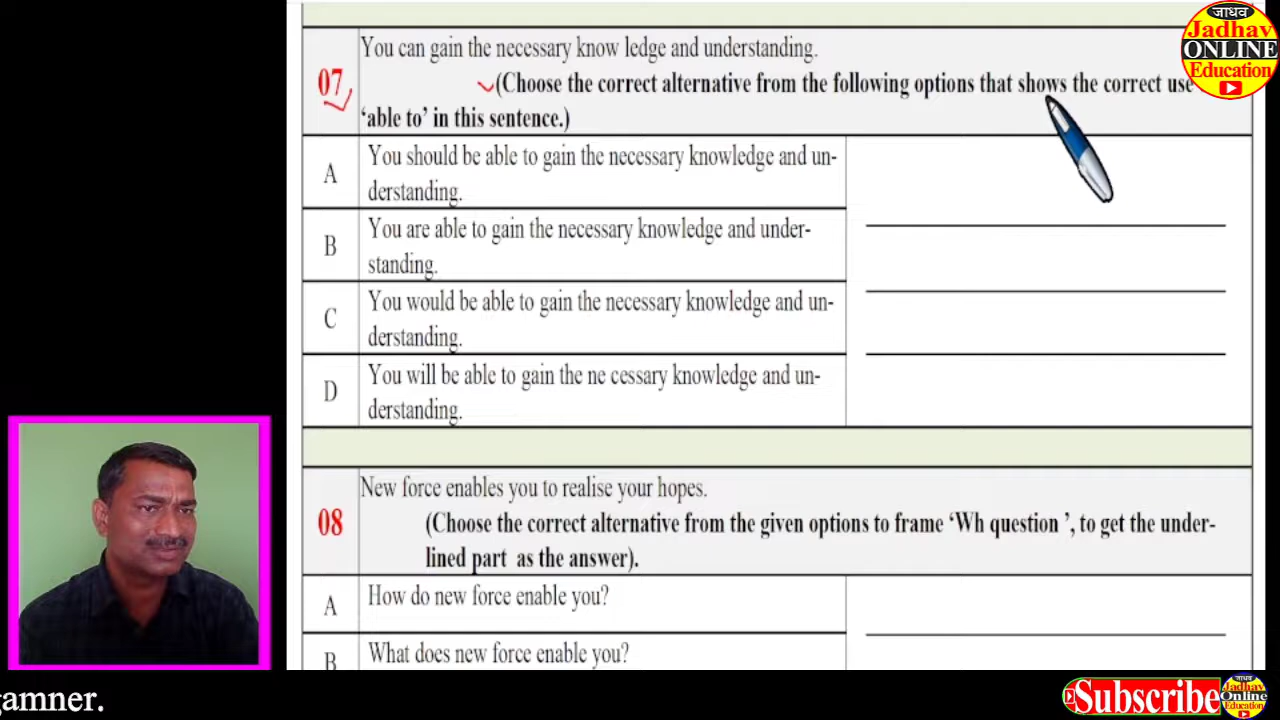 जाधव
Jadhav
ONLINE
Education
You can gain the necessary know ledge and understanding.
07
(Choose the correct alternative from the following options that shows the correct use
‘able to’ in this sentence.)
A
You should be able to gain the necessary knowledge and un-
derstanding.
B
You are able to gain the necessary knowledge and under-
standing.
C
You would be able to gain the necessary knowledge and un-
derstanding.
D
You will be able to gain the ne cessary knowledge and un-
derstanding.
New force enables you to realise your hopes.
08
(Choose the correct alternative from the given options to frame ‘Wh question ’, to get the under-
lined part as the answer).
A
How do new force enable you?
B
What does new force enable you?
gamner.
Subscribe
जाधव
Jadhav
Online
Education